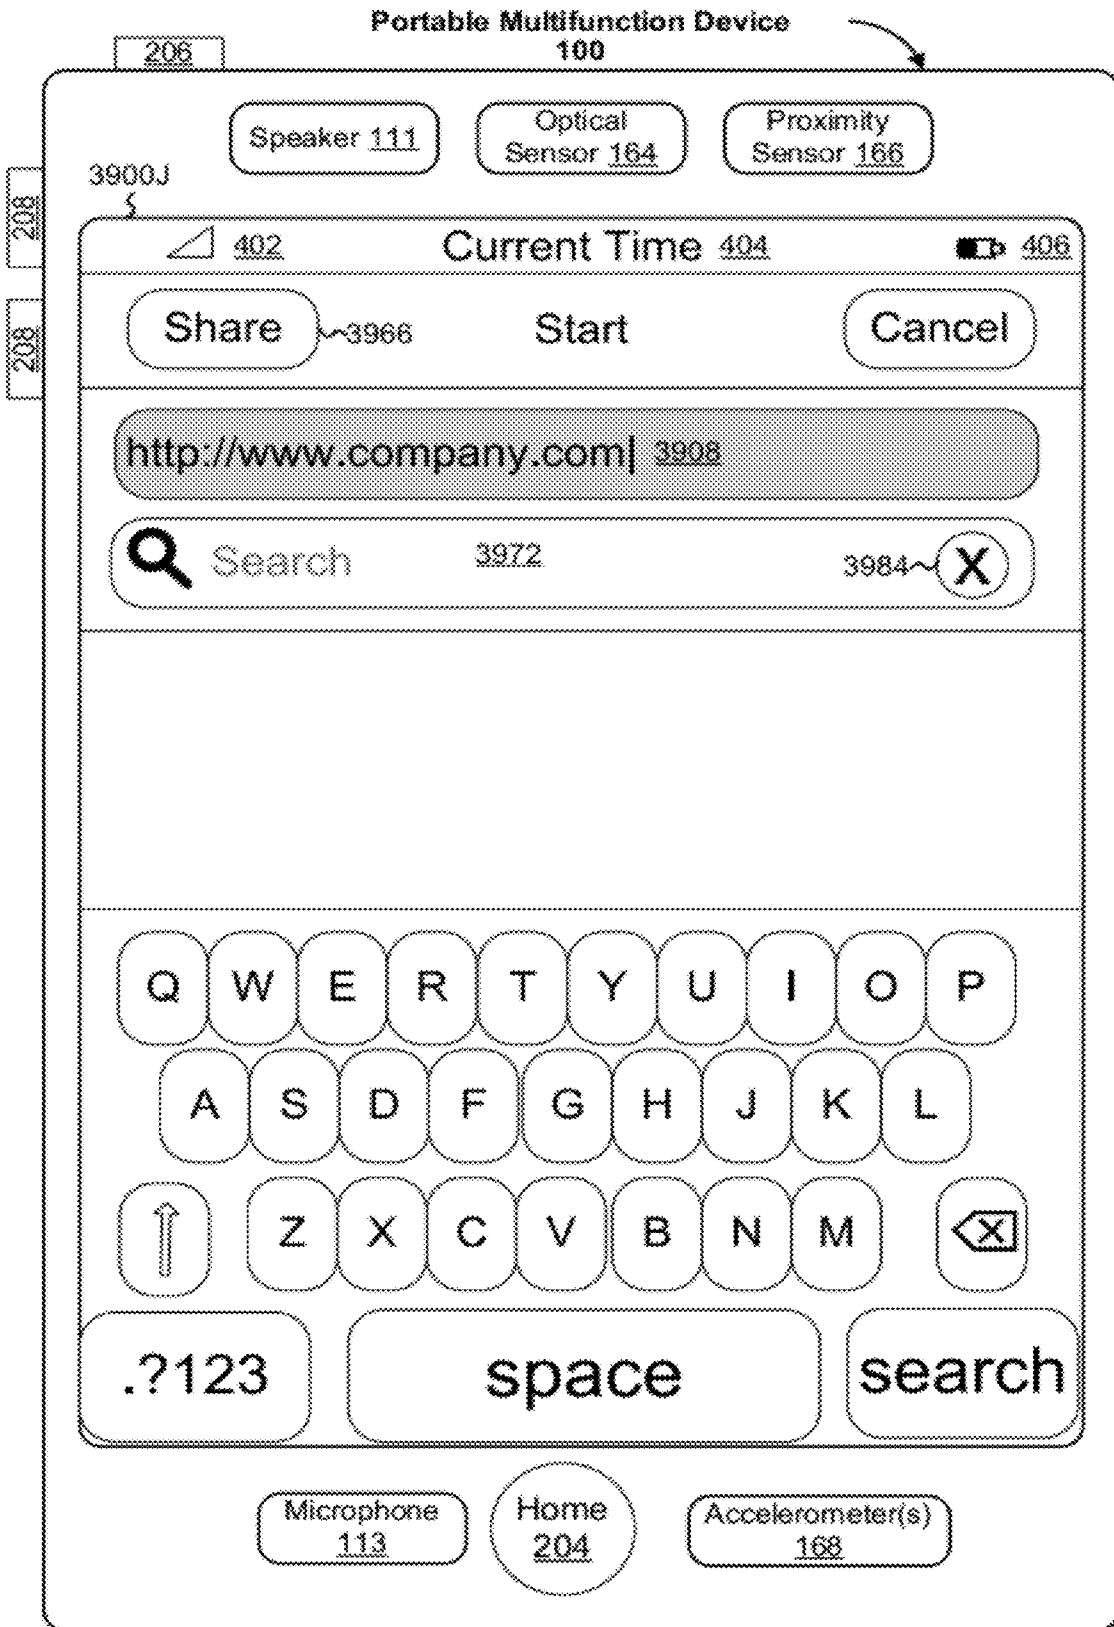 Portable Multifunction Device
100
206
Speaker 111
Optical
Sensor 164
Proximity
Sensor 166
3900J
208
208
402
Current Time 404
406
Share
3966
Start
Cancel
http://www.company.com 3908
Search
3972
3984
X
Q W E R T Y U I O P
A S D F G H J K L
Z X C V B N M
X
.?123
space
search
Microphone
113
Home
204
Accelerometer(s)
168